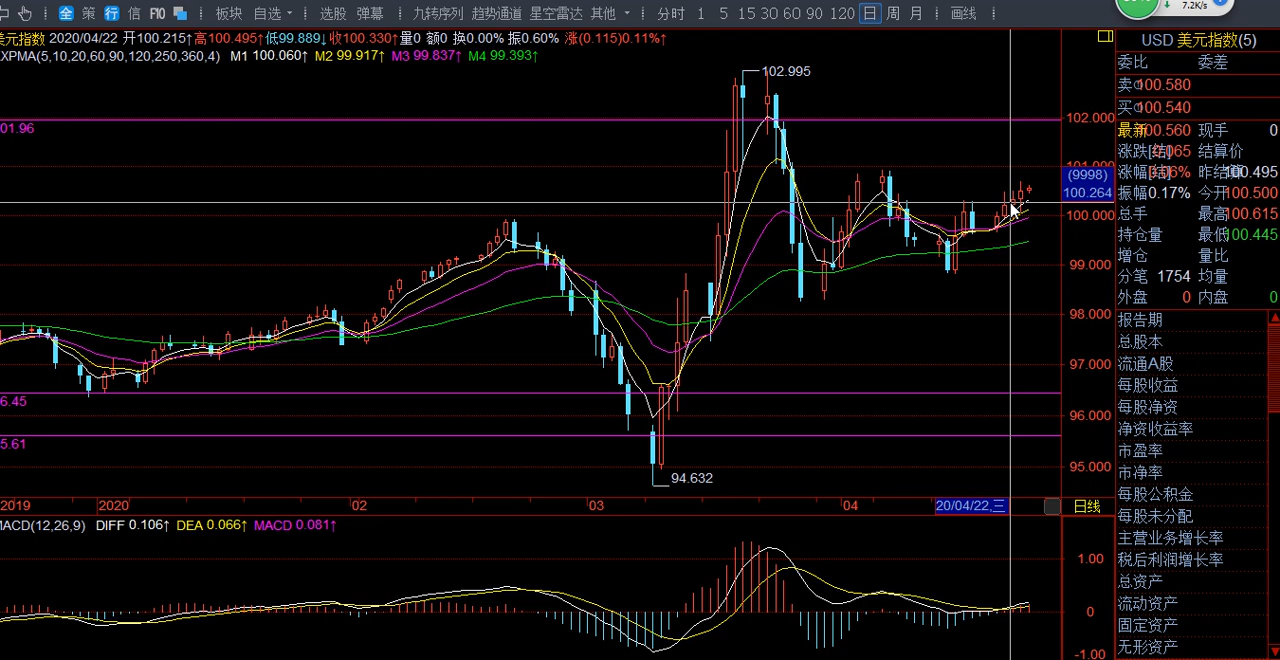 全 策 行 信 F10 板块 自选 选股 弹幕 九转序列 趋势通道 星空雷达 其他 分时 1 5 15 30 60 90 120 日 周 月 画线
7.2K/s
美元指数 2020/04/22 开100.215↑高100.495↑低99.889↓收100.330↑量0 额0 换0.00% 振0.60% 涨(0.115)0.11%↑
XPMA(5,10,20,60,90,120,250,360,4) M1 100.060↑ M2 99.917↑ M3 99.837↑ M4 99.393↑
102.995
01.96
102.000
(9998)
100.264
100.000
99.000
98.000
97.000
6.45
96.000
5.61
95.000
94.632
2019 2020 02 03 04 20/04/22,三 日线
MACD(12,26,9) DIFF 0.106↑ DEA 0.066↑ MACD 0.081↑
1.00
0
-1.00
USD 美元指数(5)
委比 委差
卖 100.580
买 100.540
最新 100.560 现手 0
涨跌[结] 065 结算价
涨幅[结] % 昨结 100.495
振幅 0.17% 今开 100.500
总手 最高 100.615
持仓量 最低 100.445
增仓 量比
分笔 1754 均量
外盘 0 内盘 0
报告期
总股本
流通A股
每股收益
每股净资
净资收益率
市盈率
市净率
每股公积金
每股未分配
主营业务增长率
税后利润增长率
总资产
流动资产
固定资产
无形资产